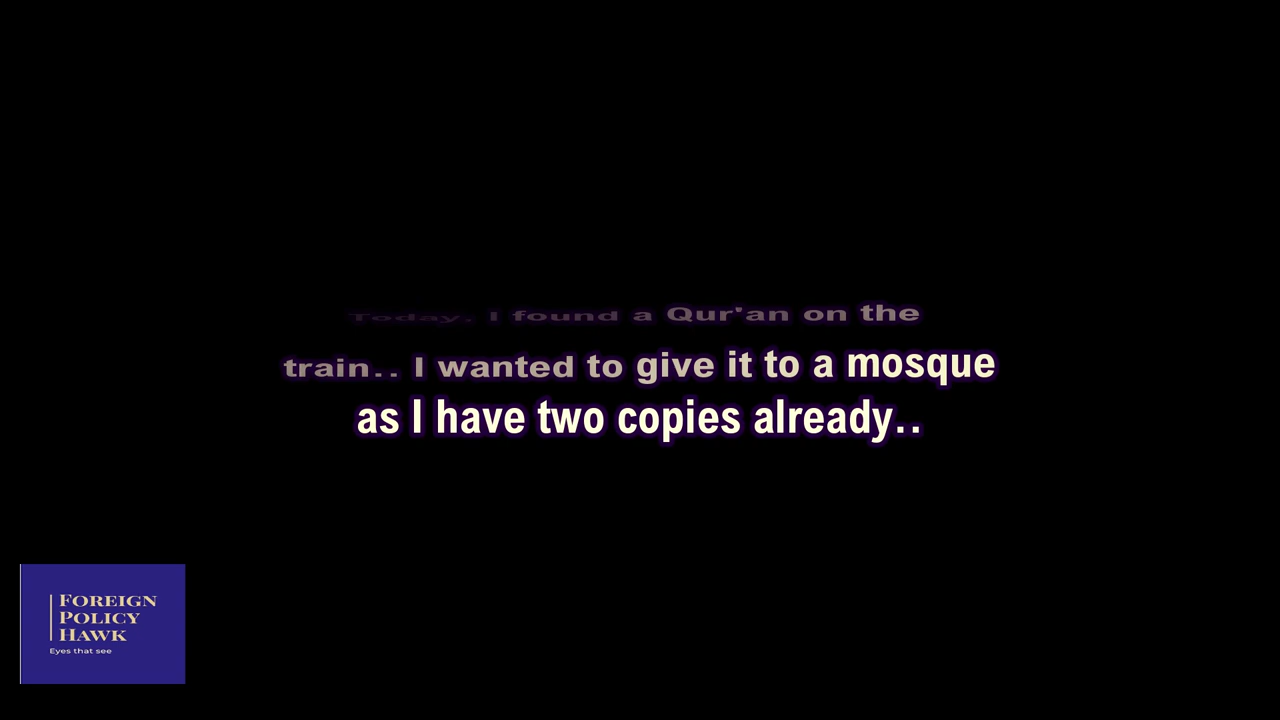 Today, I found a Qur'an on the
train.. I wanted to give it to a mosque
as I have two copies already..
FOREIGN
POLICY
HAWK
Eyes that see